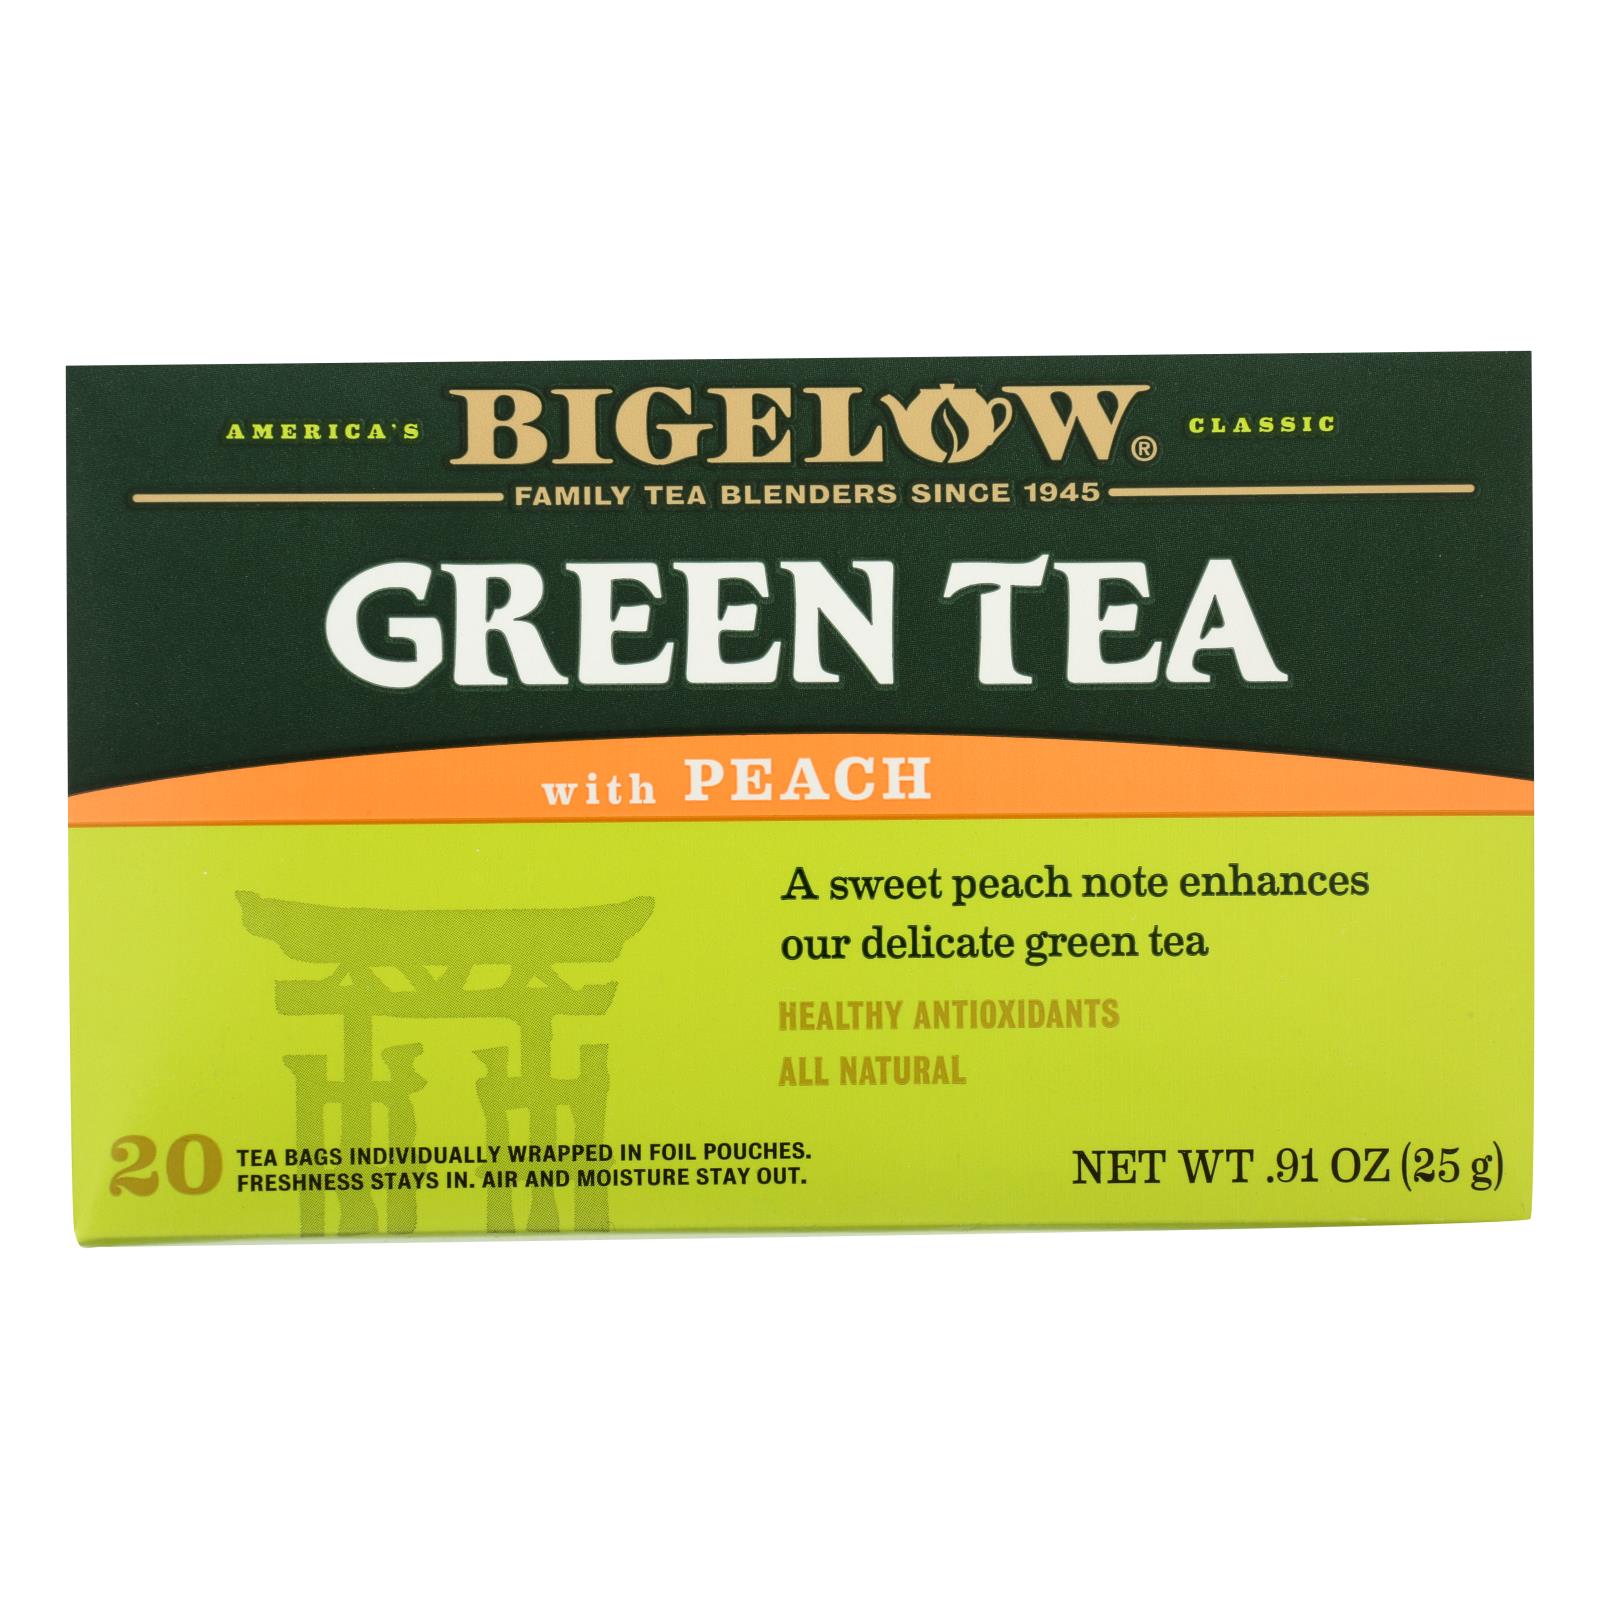 AMERICA'S BIGELOW® CLASSIC
FAMILY TEA BLENDERS SINCE 1945
GREEN TEA
with PEACH
A sweet peach note enhances
our delicate green tea
HEALTHY ANTIOXIDANTS
ALL NATURAL
20 TEA BAGS INDIVIDUALLY WRAPPED IN FOIL POUCHES.
FRESHNESS STAYS IN. AIR AND MOISTURE STAY OUT.
NET WT .91 OZ (25 g)